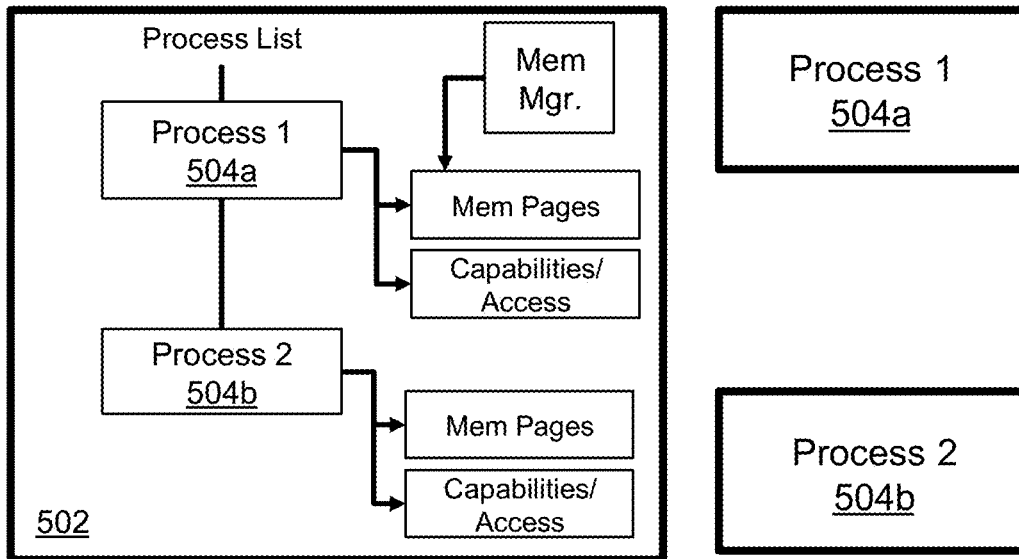 Process List
Mem
Mgr.
Process 1
504a
Mem Pages
Capabilities/
Access
Process 2
504b
Mem Pages
Capabilities/
Access
502
Process 1
504a
Process 2
504b